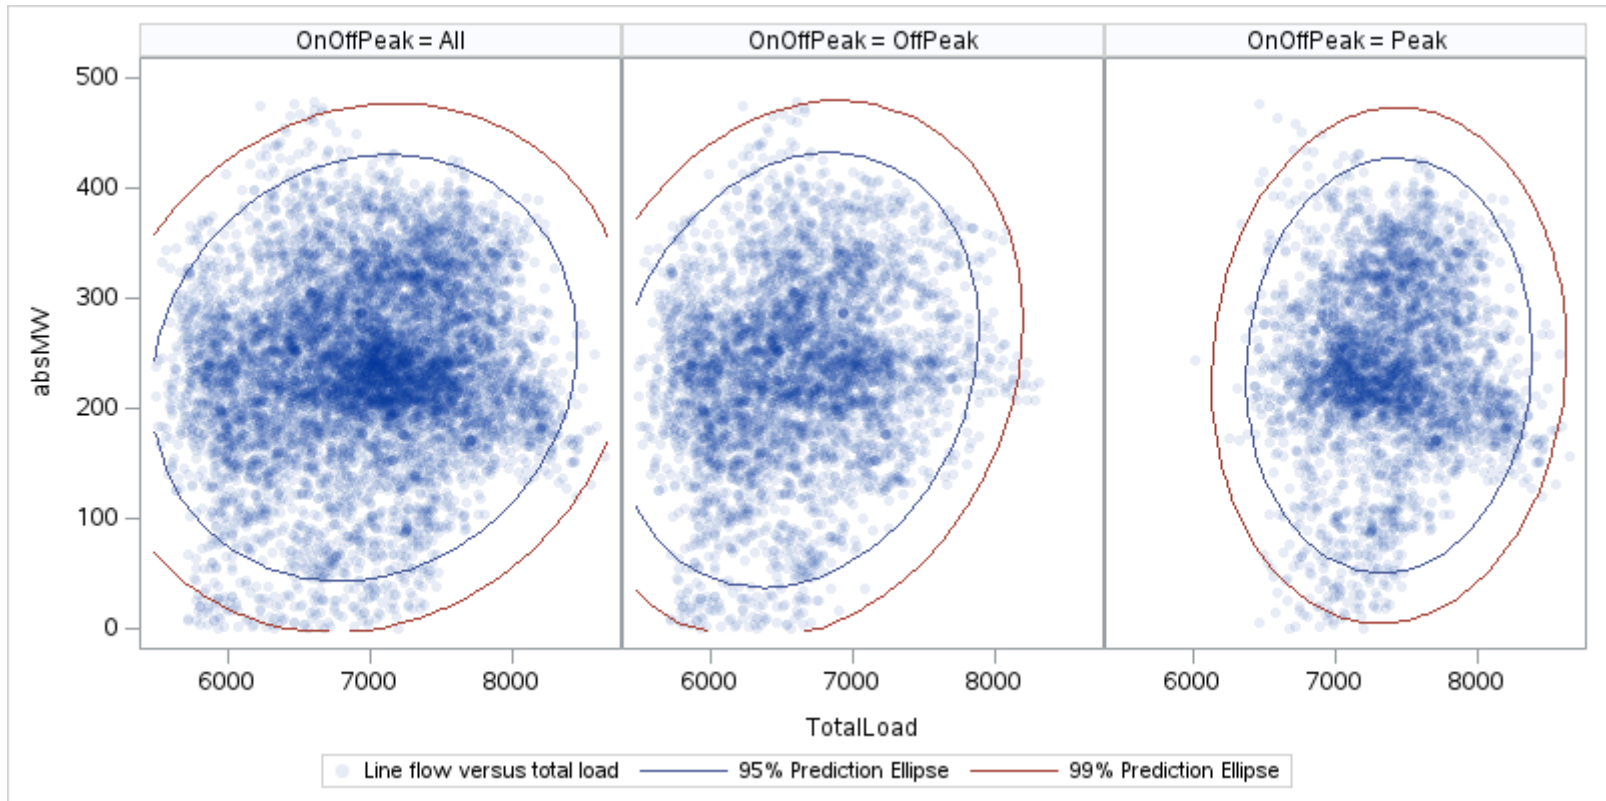 OnOffPeak = All
OnOffPeak = OffPeak
OnOffPeak = Peak
500
400
300
200
100
0
absMW
6000 7000 8000
6000 7000 8000
6000 7000 8000
TotalLoad
Line flow versus total load
95% Prediction Ellipse
99% Prediction Ellipse